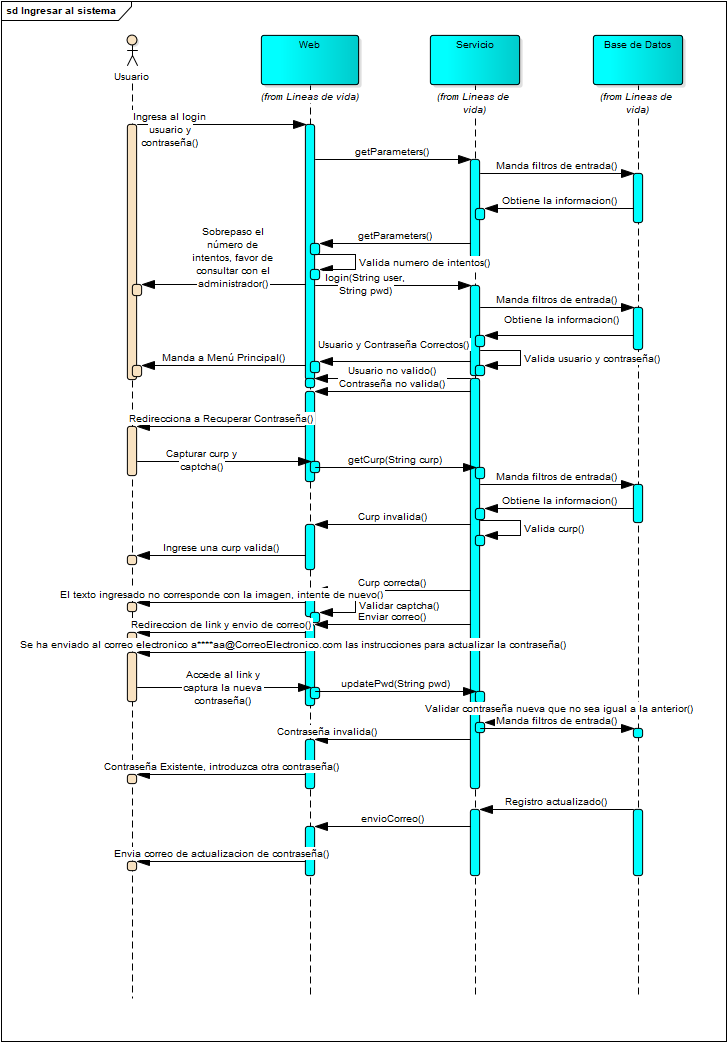 sd Ingresar al sistema
Usuario
Web
(from Lineas de vida)
Servicio
(from Lineas de
vida)
Base de Datos
(from Lineas de
vida)
Ingresa al login
usuario y
contraseña()
getParameters()
Manda filtros de entrada()
Obtiene la informacion()
getParameters()
Valida numero de intentos()
Sobrepaso el
número de
intentos, favor de
consultar con el
administrador()
login(String user,
String pwd)
Manda filtros de entrada()
Obtiene la informacion()
Valida usuario y contraseña()
Usuario y Contraseña Correctos()
Manda a Menú Principal()
Usuario no valido()
Contraseña no valida()
Redirecciona a Recuperar Contraseña()
Capturar curp y
captcha()
getCurp(String curp)
Manda filtros de entrada()
Obtiene la informacion()
Valida curp()
Curp invalida()
Ingrese una curp valida()
Curp correcta()
El texto ingresado no corresponde con la imagen, intente de nuevo()
Validar captcha()
Enviar correo()
Redireccion de link y envio de correo()
Se ha enviado al correo electronico a****aa@CorreoElectronico.com las instrucciones para actualizar la contraseña()
Accede al link y
captura la nueva
contraseña()
updatePwd(String pwd)
Validar contraseña nueva que no sea igual a la anterior()
Manda filtros de entrada()
Contraseña invalida()
Contraseña Existente, introduzca otra contraseña()
Registro actualizado()
envioCorreo()
Envia correo de actualizacion de contraseña()